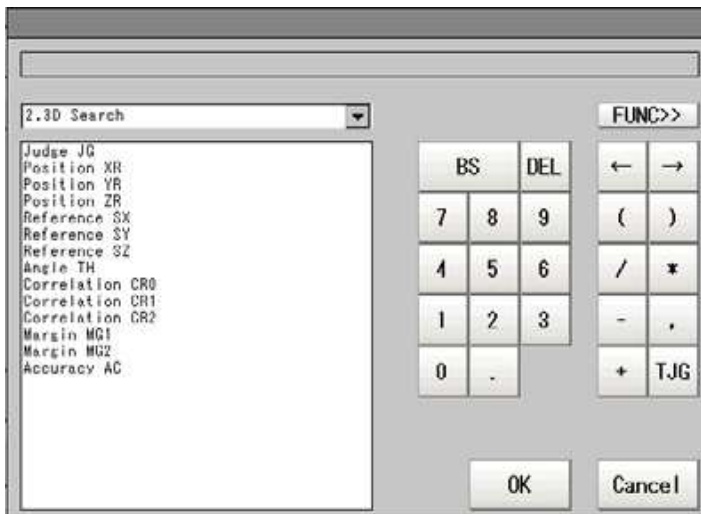 2.3D Search
FUNC>>
Judge JG
Position XR
Position YR
Position ZR
Reference SX
Reference SY
Reference SZ
Angle TH
Correlation CR0
Correlation CR1
Correlation CR2
Margin MG1
Margin MG2
Accuracy AC
BS DEL ← →
7 8 9 ( )
4 5 6 / *
1 2 3 - ,
0 . + TJG
OK Cancel